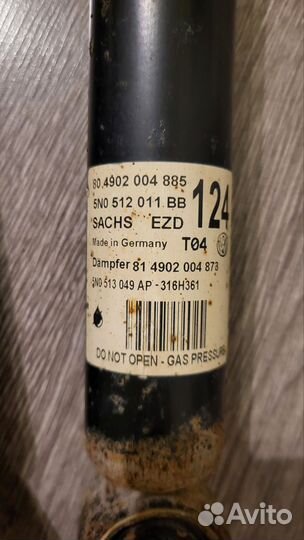 80 4902 004 885
5N0 512 011 BB
124
SACHS EZD
Made in Germany T04
Dämpfer 81 4902 004 873
5N0 513 049 AP - 316H361
DO NOT OPEN - GAS PRESSURE
Avito